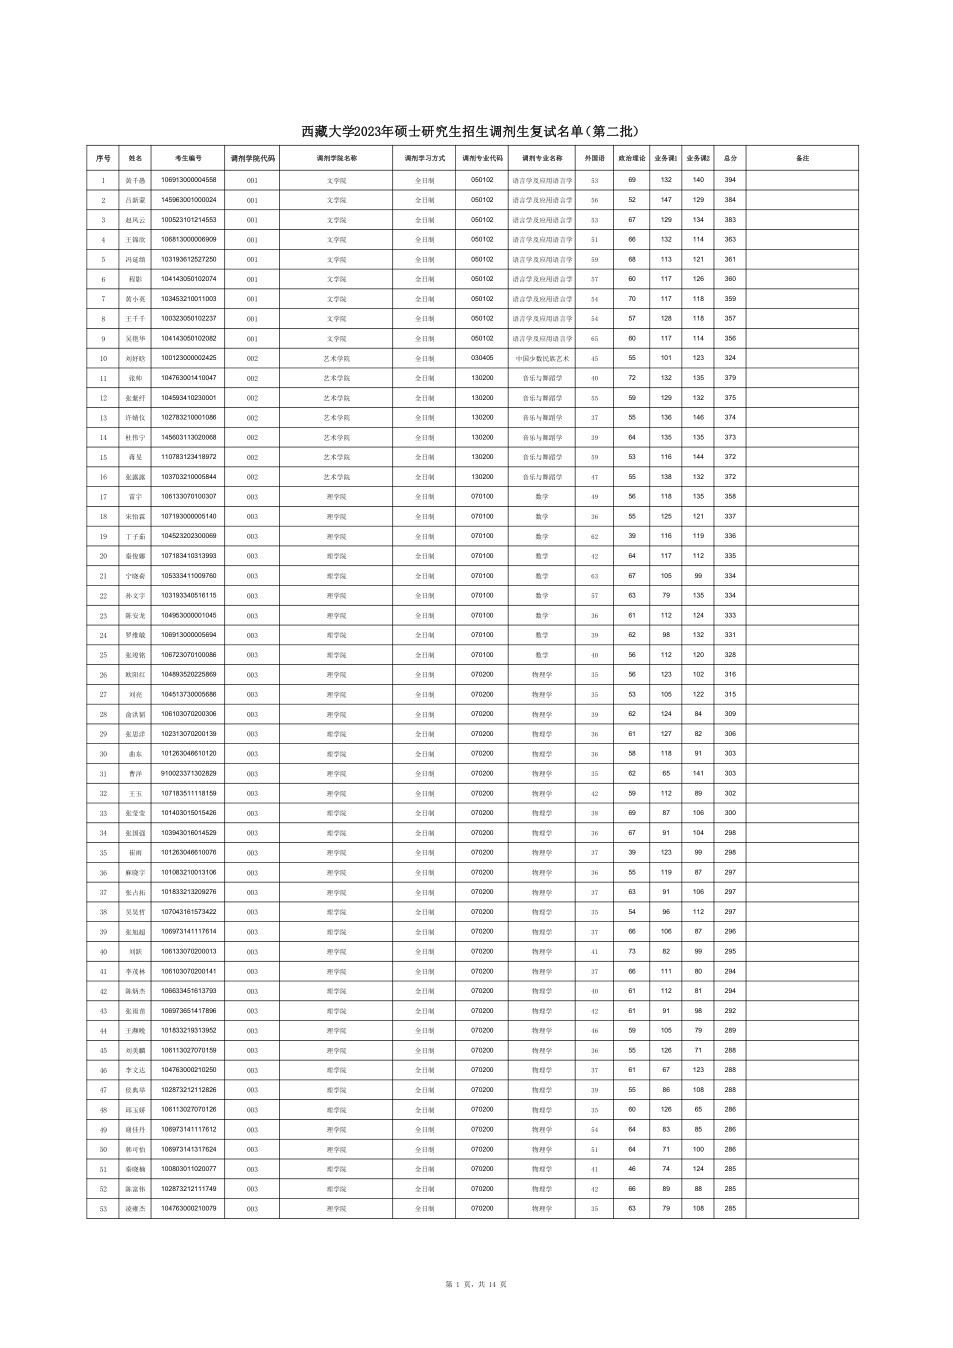 西藏大学2023年硕士研究生招生调剂生复试名单（第二批）
序号 姓名 考生编号 调剂学院代码 调剂学院名称 调剂学习方式 调剂专业代码 调剂专业名称 外国语 政治理论 业务课1 业务课2 总分 备注
1 黄千愚 106913000004558 001 文学院 全日制 050102 语言学及应用语言学 53 69 132 140 394
2 吕新蒙 145963001000024 001 文学院 全日制 050102 语言学及应用语言学 56 52 147 129 384
3 赵风云 100523101214553 001 文学院 全日制 050102 语言学及应用语言学 53 67 129 134 383
4 王锦欣 106813000006909 001 文学院 全日制 050102 语言学及应用语言学 51 66 132 114 363
5 冯延绵 103193612527250 001 文学院 全日制 050102 语言学及应用语言学 59 68 113 121 361
6 程影 104143050102074 001 文学院 全日制 050102 语言学及应用语言学 57 60 117 126 360
7 黄小英 103453210011003 001 文学院 全日制 050102 语言学及应用语言学 54 70 117 118 359
8 王千千 100323050102237 001 文学院 全日制 050102 语言学及应用语言学 54 57 128 118 357
9 吴艳华 104143050102082 001 文学院 全日制 050102 语言学及应用语言学 65 60 117 114 356
10 刘好晗 100123000002425 002 艺术学院 全日制 030405 中国少数民族艺术 45 55 101 123 324
11 张帅 104763001410047 002 艺术学院 全日制 130200 音乐与舞蹈学 40 72 132 135 379
12 张紫纤 104593410230001 002 艺术学院 全日制 130200 音乐与舞蹈学 55 59 129 132 375
13 许婧仪 102783210001086 002 艺术学院 全日制 130200 音乐与舞蹈学 37 55 136 146 374
14 杜伟宁 145603113020068 002 艺术学院 全日制 130200 音乐与舞蹈学 39 64 135 135 373
15 蒋昊 110783123418972 002 艺术学院 全日制 130200 音乐与舞蹈学 59 53 116 144 372
16 张露露 103703210005844 002 艺术学院 全日制 130200 音乐与舞蹈学 47 55 138 132 372
17 雷宇 106133070100307 003 理学院 全日制 070100 数学 49 56 118 135 358
18 宋怡霖 107193000005140 003 理学院 全日制 070100 数学 36 55 125 121 337
19 丁子茹 104523202300069 003 理学院 全日制 070100 数学 62 39 116 119 336
20 秦俊娜 107183410313993 003 理学院 全日制 070100 数学 42 64 117 112 335
21 宁晓荷 105333411009760 003 理学院 全日制 070100 数学 63 67 105 99 334
22 孙文字 103193340516115 003 理学院 全日制 070100 数学 57 63 79 135 334
23 陈安龙 104953000001045 003 理学院 全日制 070100 数学 36 61 112 124 333
24 罗维敏 106913000005694 003 理学院 全日制 070100 数学 39 62 98 132 331
25 张竣铭 106723070100086 003 理学院 全日制 070100 数学 40 56 112 120 328
26 欧阳红 104893520225869 003 理学院 全日制 070200 物理学 35 56 123 102 316
27 刘亮 104513730005686 003 理学院 全日制 070200 物理学 35 53 105 122 315
28 俞洪韬 106103070200306 003 理学院 全日制 070200 物理学 39 62 124 84 309
29 张思洋 102313070200139 003 理学院 全日制 070200 物理学 36 61 127 82 306
30 曲东 101263046610120 003 理学院 全日制 070200 物理学 36 58 118 91 303
31 曹洋 910023371302829 003 理学院 全日制 070200 物理学 35 62 65 141 303
32 王玉 107183511118159 003 理学院 全日制 070200 物理学 42 59 112 89 302
33 张莹莹 101403015015426 003 理学院 全日制 070200 物理学 38 69 87 106 300
34 张国强 103943016014529 003 理学院 全日制 070200 物理学 36 67 91 104 298
35 崔雨 101263046610076 003 理学院 全日制 070200 物理学 37 39 123 99 298
36 麻晓宇 101083210013106 003 理学院 全日制 070200 物理学 36 55 119 87 297
37 张占拓 101833213209276 003 理学院 全日制 070200 物理学 37 63 91 106 297
38 吴昊哲 107043161573422 003 理学院 全日制 070200 物理学 35 54 96 112 297
39 张旭超 106973141117614 003 理学院 全日制 070200 物理学 37 66 106 87 296
40 刘跃 106133070200013 003 理学院 全日制 070200 物理学 41 73 82 99 295
41 李茂林 106103070200141 003 理学院 全日制 070200 物理学 37 66 111 80 294
42 陈炳杰 106633451613793 003 理学院 全日制 070200 物理学 40 61 112 81 294
43 张雨苗 106973651417896 003 理学院 全日制 070200 物理学 42 61 91 98 292
44 王颜晚 101833219313952 003 理学院 全日制 070200 物理学 46 59 105 79 289
45 刘美麟 106113027070159 003 理学院 全日制 070200 物理学 36 55 126 71 288
46 李文达 104763000210250 003 理学院 全日制 070200 物理学 37 61 67 123 288
47 侯典举 102873212112826 003 理学院 全日制 070200 物理学 39 55 86 108 288
48 邱玉娇 106113027070126 003 理学院 全日制 070200 物理学 35 60 126 65 286
49 谢佳丹 106973141117612 003 理学院 全日制 070200 物理学 54 64 83 85 286
50 韩可怡 106973141317624 003 理学院 全日制 070200 物理学 51 64 71 100 286
51 秦晓楠 100803011020077 003 理学院 全日制 070200 物理学 41 46 74 124 285
52 陈富伟 102873212111749 003 理学院 全日制 070200 物理学 42 66 89 88 285
53 凌雍杰 104763000210079 003 理学院 全日制 070200 物理学 35 63 79 108 285
第 1 页，共 14 页